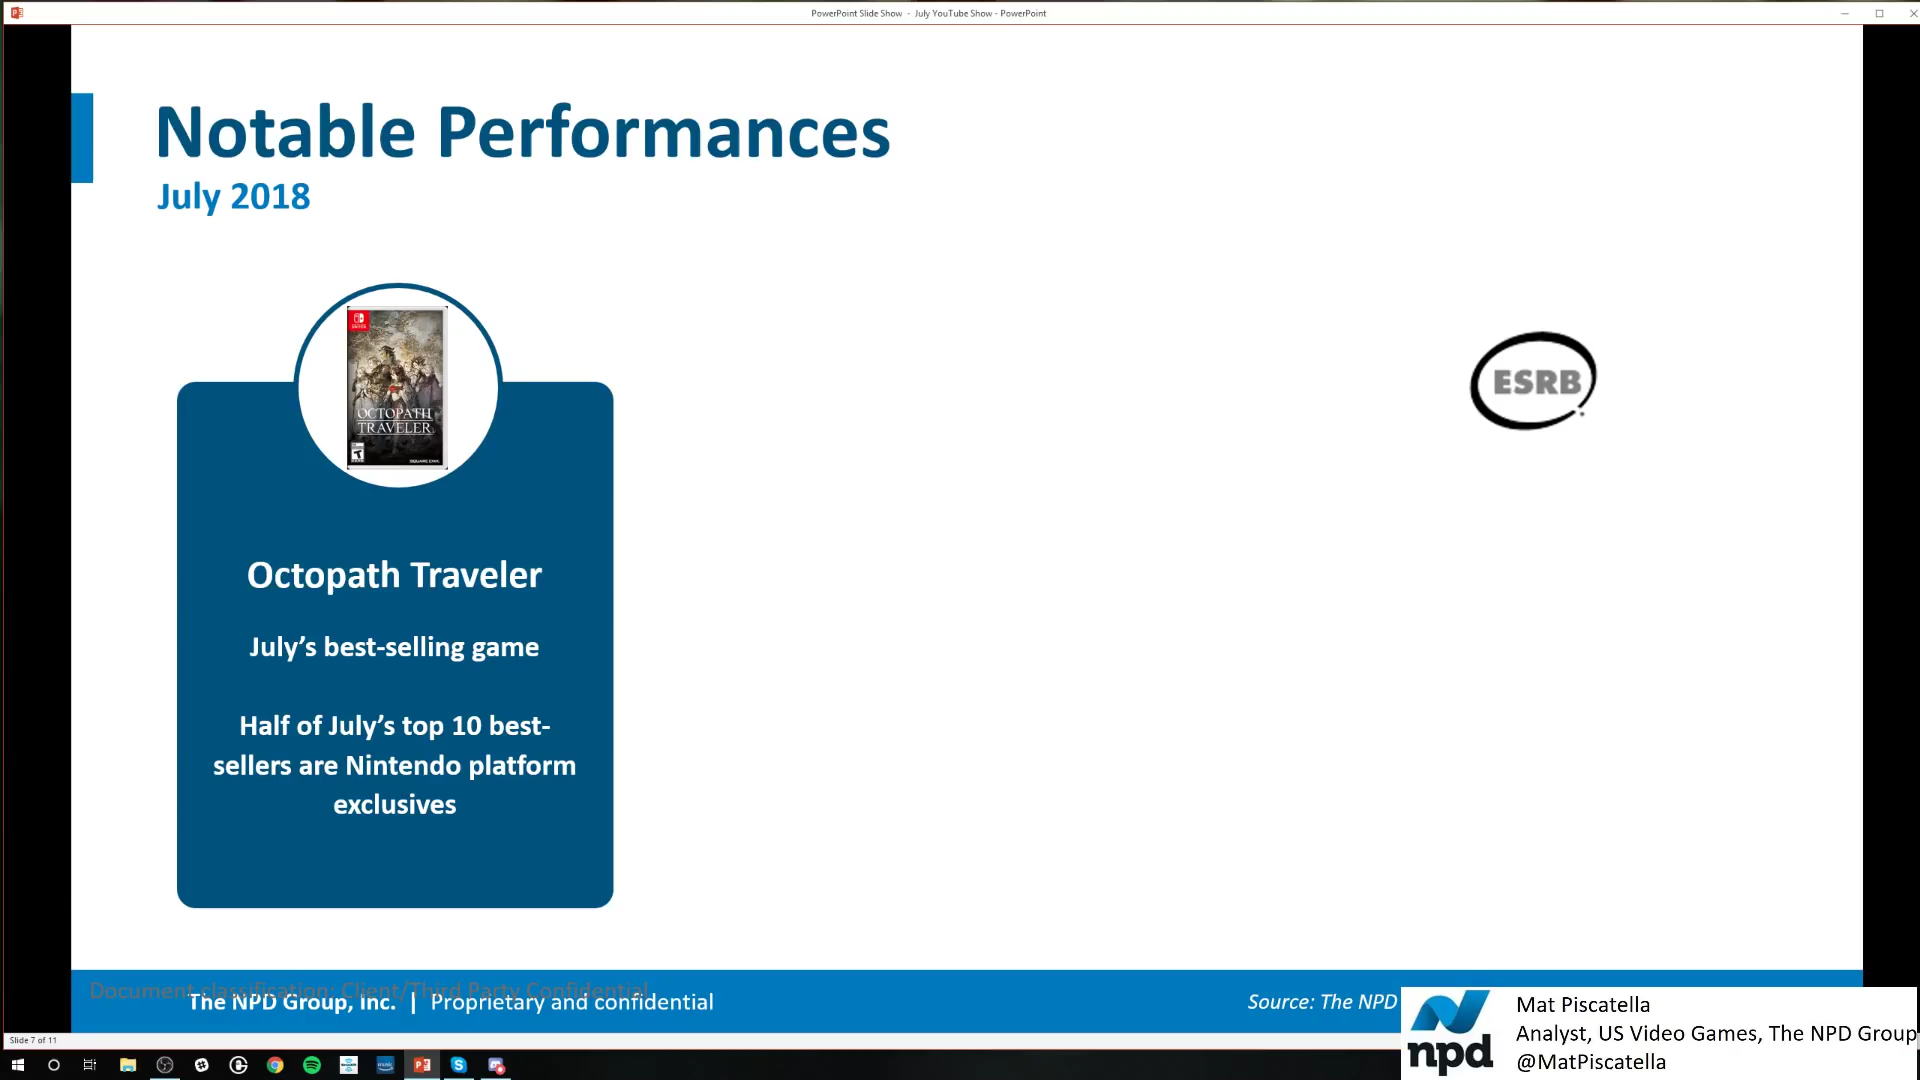 PowerPoint Slide Show - July YouTube Show - PowerPoint
Notable Performances
July 2018
OCTOPATH
TRAVELER
SQUARE ENIX
ESRB
Octopath Traveler
July’s best-selling game
Half of July’s top 10 best-
sellers are Nintendo platform
exclusives
Document classification: Client/Third Party Confidential
The NPD Group, Inc. | Proprietary and confidential
Source: The NPD
npd
Mat Piscatella
Analyst, US Video Games, The NPD Group
@MatPiscatella
Slide 7 of 11